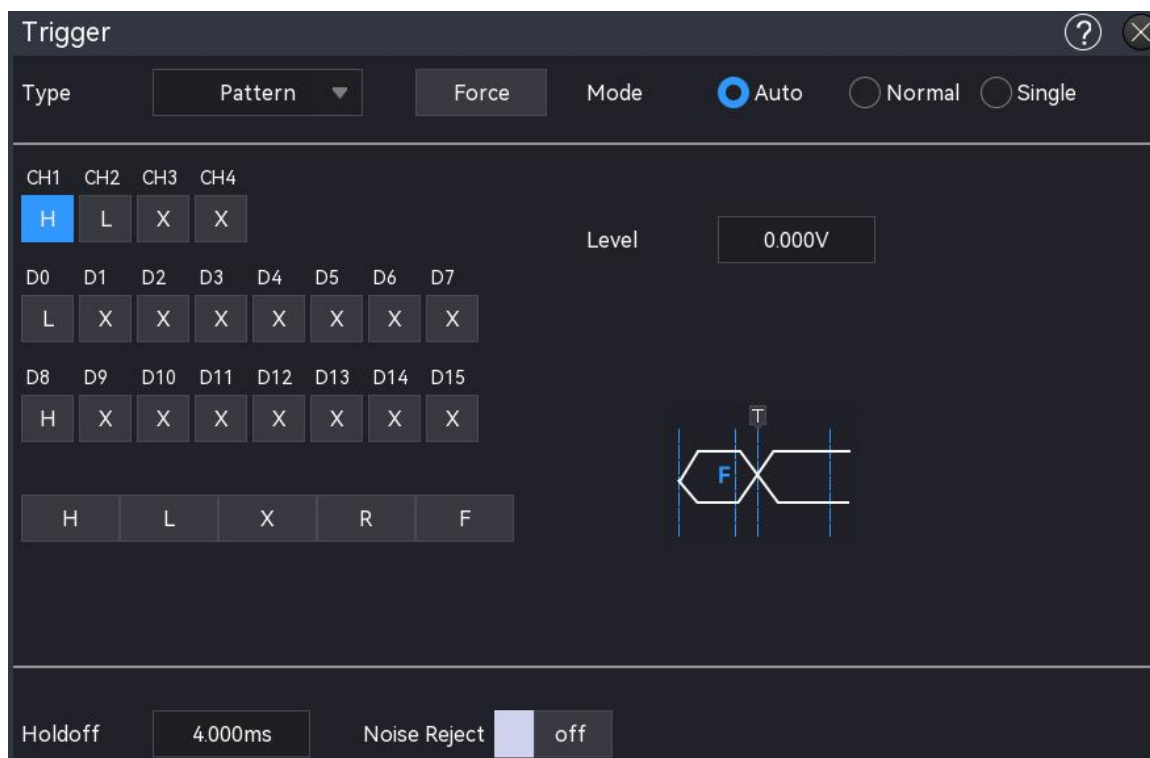 Trigger ?
Type Pattern Force Mode Auto Normal Single
CH1 CH2 CH3 CH4
H L X X
Level 0.000V
D0 D1 D2 D3 D4 D5 D6 D7
L X X X X X X X
D8 D9 D10 D11 D12 D13 D14 D15
H X X X X X X X
T
F
H L X R F
Holdoff 4.000ms Noise Reject off